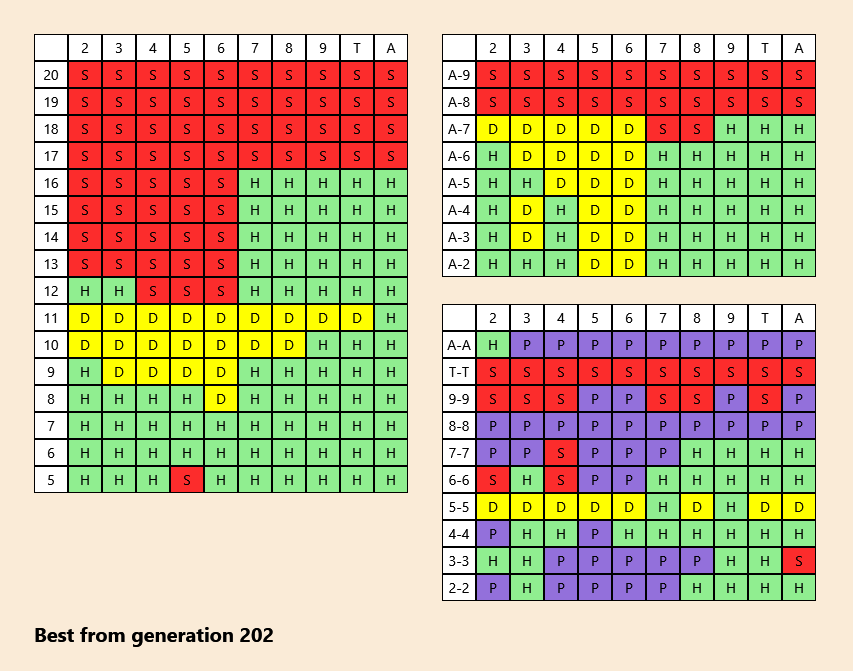 2 3 4 5 6 7 8 9 T A
20 S S S S S S S S S S
19 S S S S S S S S S S
18 S S S S S S S S S S
17 S S S S S S S S S S
16 S S S S S H H H H H
15 S S S S S H H H H H
14 S S S S S H H H H H
13 S S S S S H H H H H
12 H H S S S H H H H H
11 D D D D D D D D D H
10 D D D D D D D H H H
9 H D D D D H H H H H
8 H H H H D H H H H H
7 H H H H H H H H H H
6 H H H H H H H H H H
5 H H H S H H H H H H
2 3 4 5 6 7 8 9 T A
A-9 S S S S S S S S S S
A-8 S S S S S S S S S S
A-7 D D D D D S S H H H
A-6 H D D D D H H H H H
A-5 H H D D D H H H H H
A-4 H D H D D H H H H H
A-3 H D H D D H H H H H
A-2 H H H D D H H H H H
2 3 4 5 6 7 8 9 T A
A-A H P P P P P P P P P
T-T S S S S S S S S S S
9-9 S S S P P S S P S P
8-8 P P P P P P P P P P
7-7 P P S P P P H H H H
6-6 S H S P P H H H H H
5-5 D D D D D H D H D D
4-4 P H H P H H H H H H
3-3 H H P P P P P H H S
2-2 P H P P P P H H H H
Best from generation 202